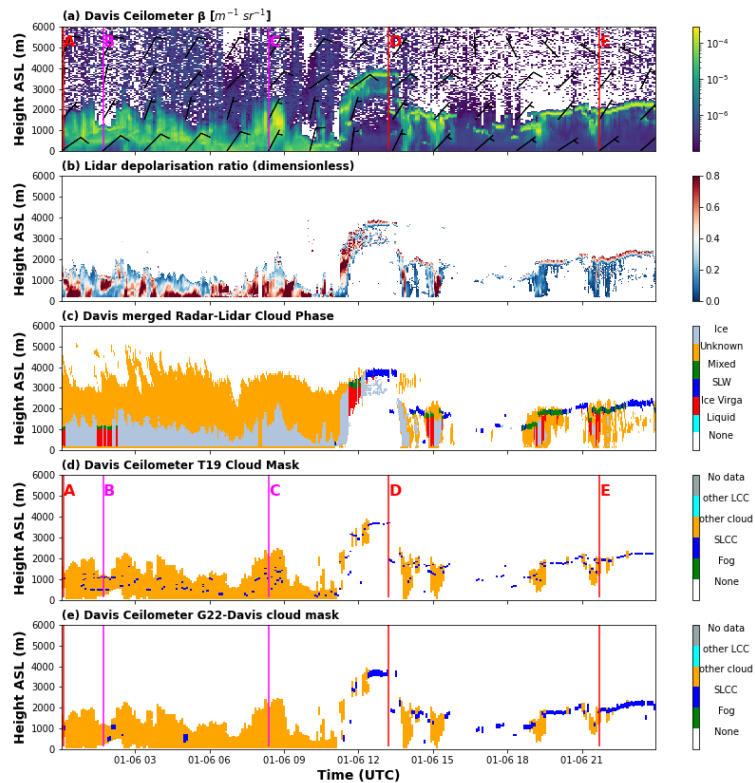 (a) Davis Ceilometer β [m⁻¹ sr⁻¹]
6000
5000
4000
3000
2000
1000
0
Height ASL (m)
A
B
C
D
E
10⁻⁴
10⁻⁵
10⁻⁶
(b) Lidar depolarisation ratio (dimensionless)
6000
5000
4000
3000
2000
1000
0
Height ASL (m)
0.8
0.6
0.4
0.2
0.0
(c) Davis merged Radar-Lidar Cloud Phase
6000
5000
4000
3000
2000
1000
0
Height ASL (m)
Ice
Unknown
Mixed
SLW
Ice Virga
Liquid
None
(d) Davis Ceilometer T19 Cloud Mask
6000
5000
4000
3000
2000
1000
0
Height ASL (m)
A
B
C
D
E
No data
other LCC
other cloud
SLCC
Fog
None
(e) Davis Ceilometer G22-Davis cloud mask
6000
5000
4000
3000
2000
1000
0
Height ASL (m)
No data
other LCC
other cloud
SLCC
Fog
None
01-06 03
01-06 06
01-06 09
01-06 12
01-06 15
01-06 18
01-06 21
Time (UTC)